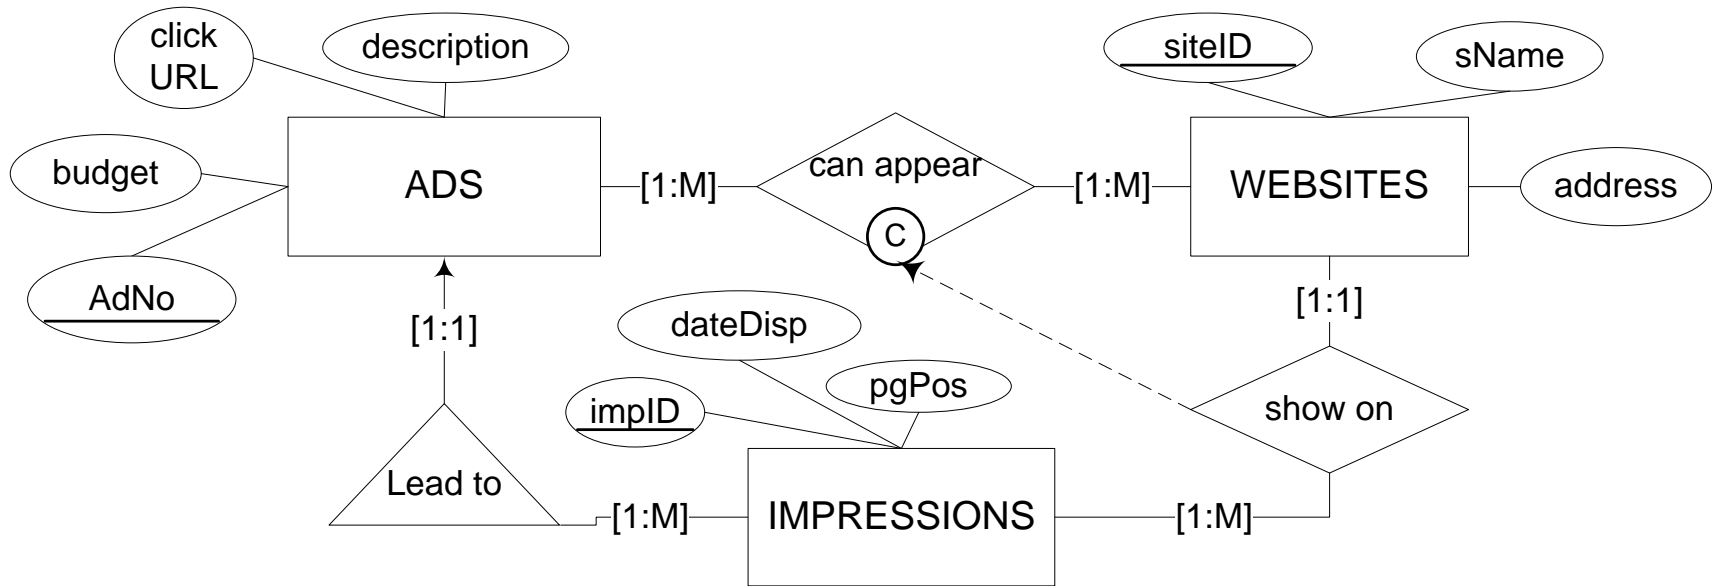 click
URL
description
siteID
sName
budget
ADS
[1:M]
can appear
[1:M]
WEBSITES
address
C
AdNo
[1:1]
[1:1]
dateDisp
pgPos
impID
show on
Lead to
[1:M]
IMPRESSIONS
[1:M]